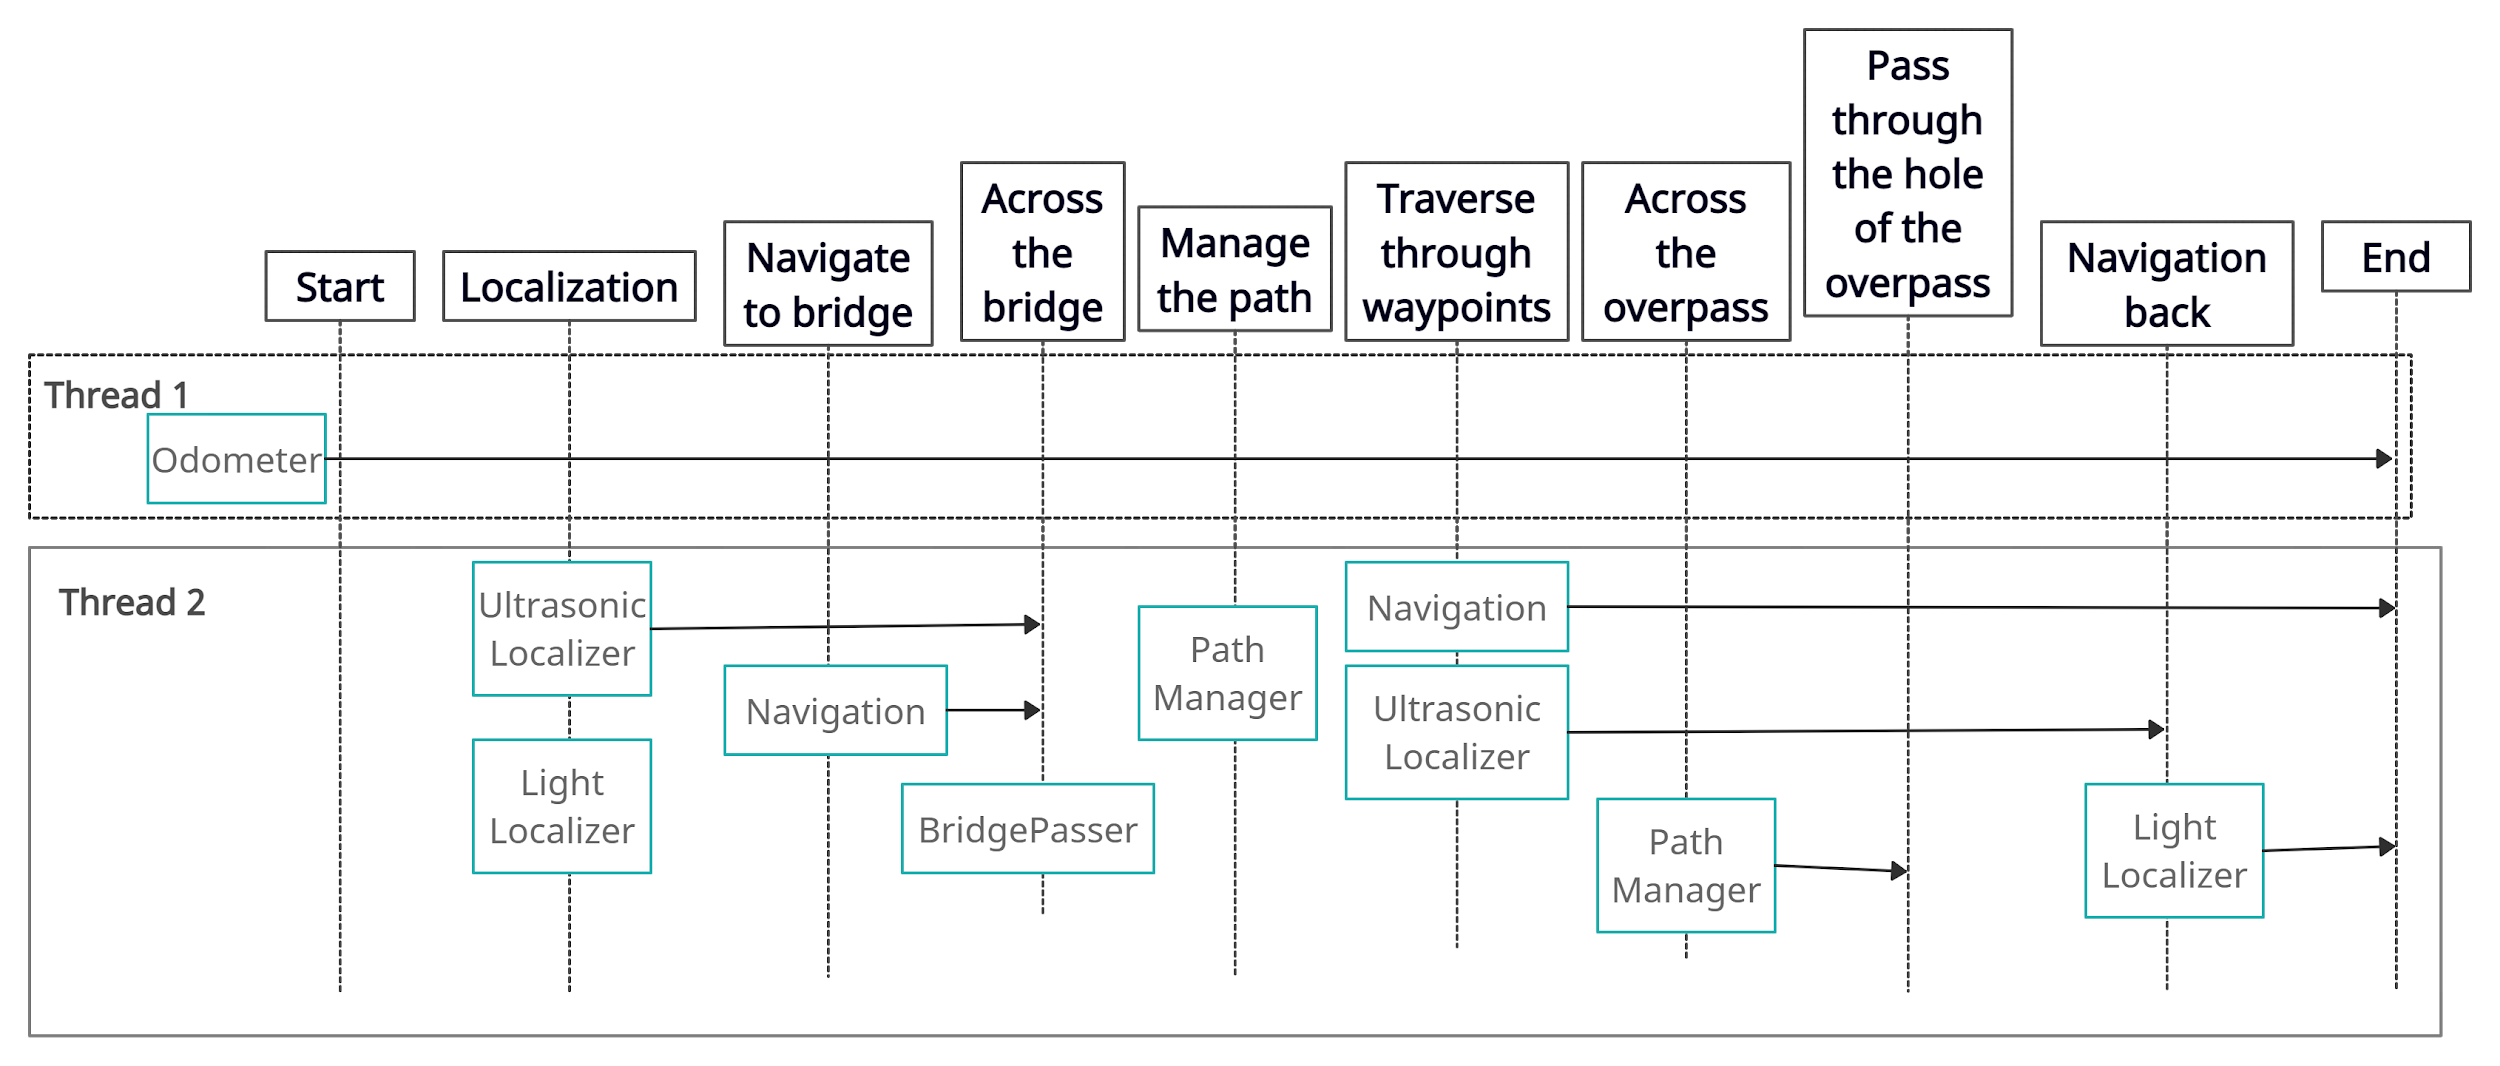 Start
Localization
Navigate
to bridge
Across
the
bridge
Manage
the path
Traverse
through
waypoints
Across
the
overpass
Pass
through
the hole
of the
overpass
Navigation
back
End
Thread 1
Odometer
Thread 2
Ultrasonic
Localizer
Light
Localizer
Navigation
BridgePasser
Path
Manager
Navigation
Ultrasonic
Localizer
Path
Manager
Light
Localizer